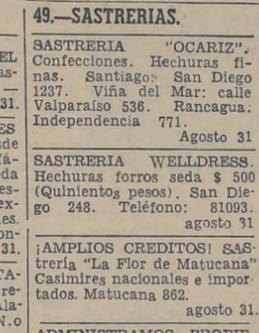 49.—SASTRERIAS.
SASTRERIA "OCARIZ".
Confecciones. Hechuras fi-
nas. Santiago: San Diego
1237. Viña del Mar: calle
Valparaíso 536. Rancagua:
Independencia 771.
Agosto 31
SASTRERIA WELLDRESS.
Hechuras forros seda $ 500
(Quinientos pesos). San Die-
go 248. Teléfono: 81093.
agosto 31
¡AMPLIOS CREDITOS! SAS-
trería "La Flor de Matucana"
Casimires nacionales e impor-
tados. Matucana 862.
agosto 31.